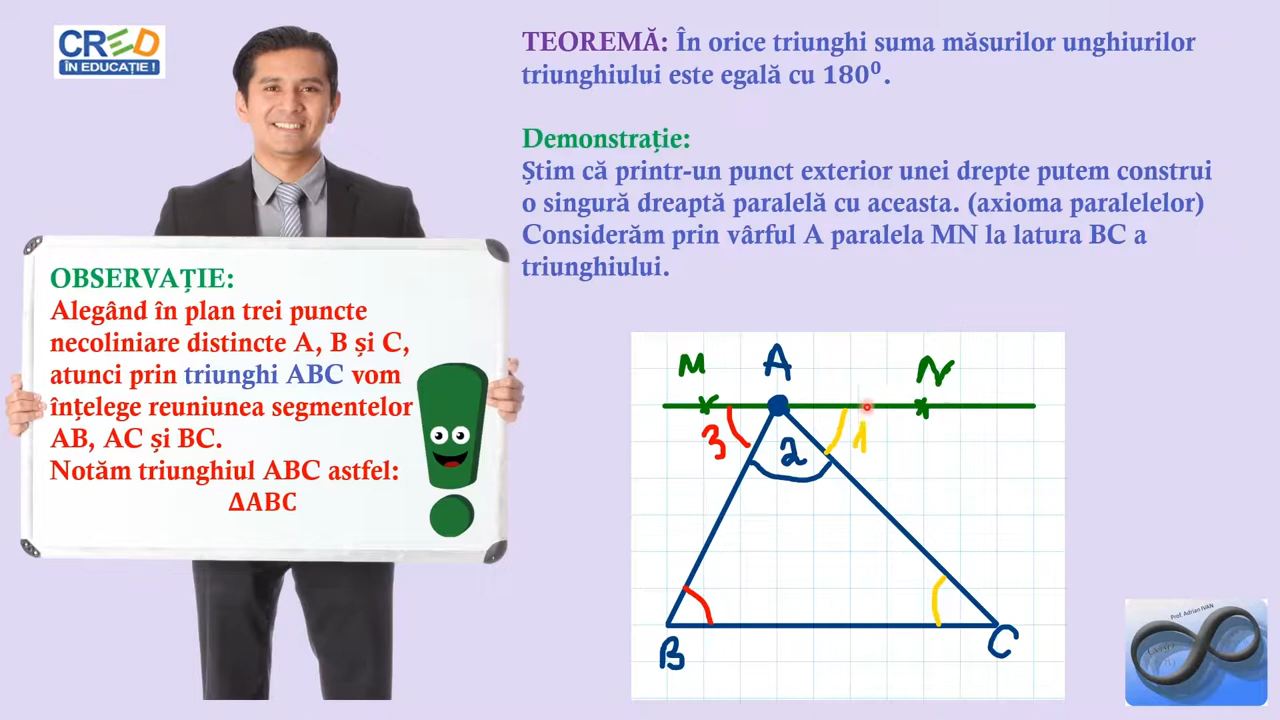 CRED
ÎN EDUCAȚIE !
TEOREMĂ: În orice triunghi suma măsurilor unghiurilor
triunghiului este egală cu 180⁰.
Demonstrație:
Știm că printr-un punct exterior unei drepte putem construi
o singură dreaptă paralelă cu aceasta. (axioma paralelelor)
Considerăm prin vârful A paralela MN la latura BC a
triunghiului.
OBSERVAȚIE:
Alegând în plan trei puncte
necoliniare distincte A, B și C,
atunci prin triunghi ABC vom
înțelege reuniunea segmentelor
AB, AC și BC.
Notăm triunghiul ABC astfel:
ΔABC
M A N
3 2 1
B C
Prof. Adrian IVAN